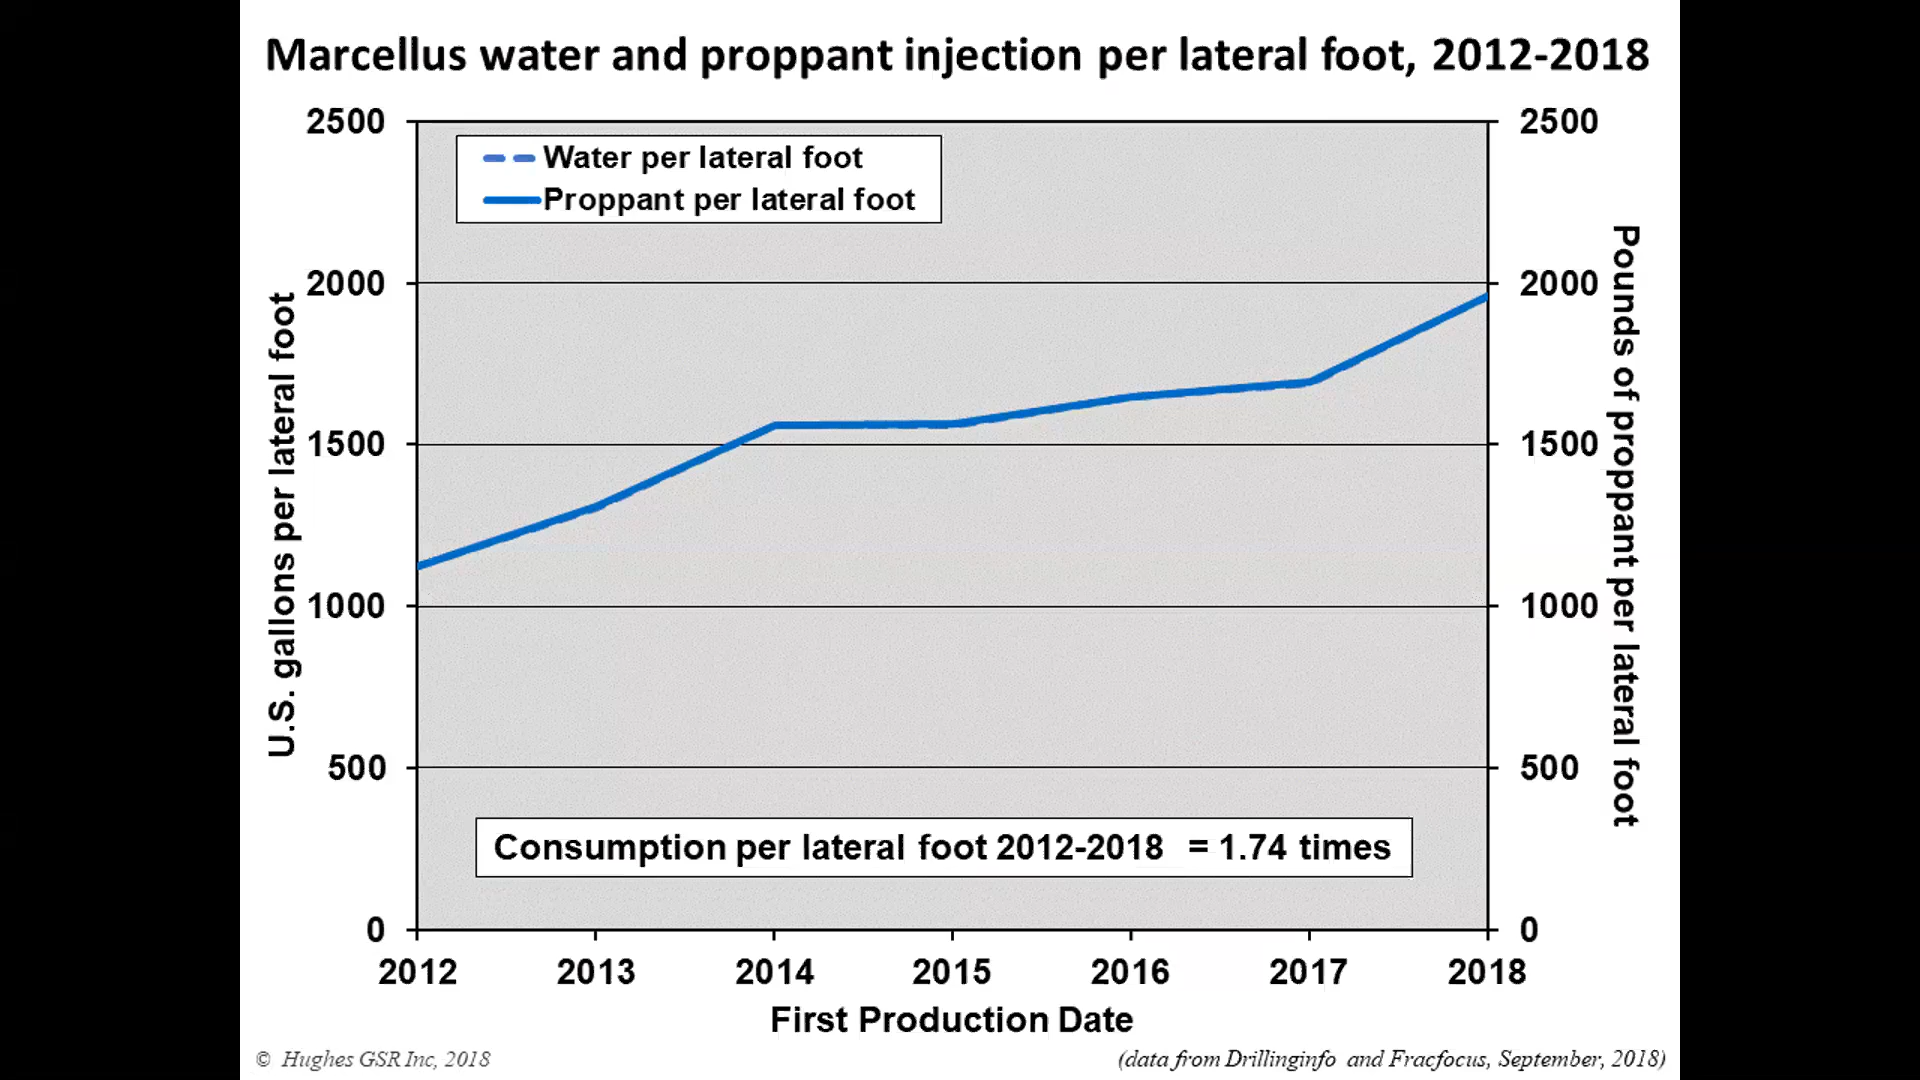 Marcellus water and proppant injection per lateral foot, 2012-2018
2500
2000
1500
1000
500
0
U.S. gallons per lateral foot
Water per lateral foot
Proppant per lateral foot
Consumption per lateral foot 2012-2018 = 1.74 times
2500
2000
1500
1000
500
0
Pounds of proppant per lateral foot
2012 2013 2014 2015 2016 2017 2018
First Production Date
© Hughes GSR Inc, 2018
(data from Drillinginfo and Fracfocus, September, 2018)